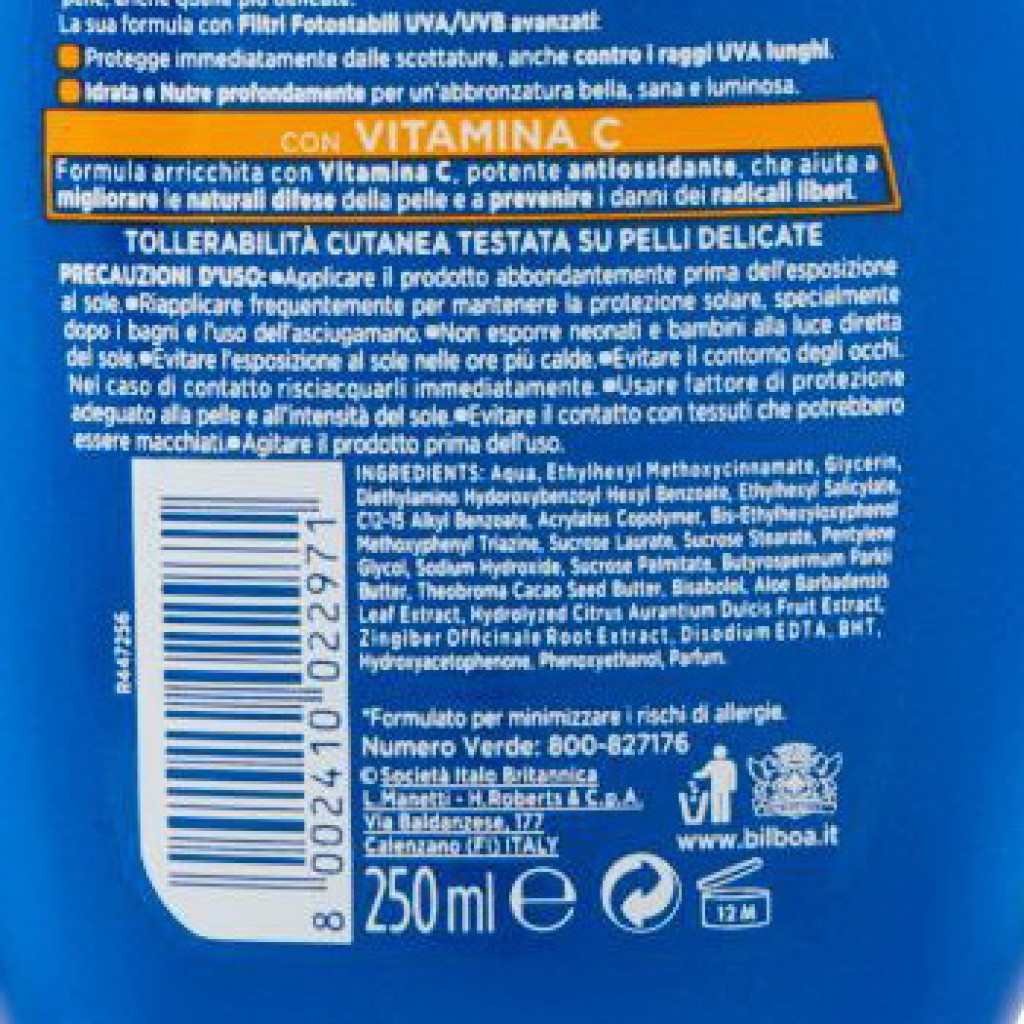 pelle, anche quelle più delicate.
La sua formula con Filtri Fotostabili UVA/UVB avanzati:
Protegge immediatamente dalle scottature, anche contro i raggi UVA lunghi.
Idrata e Nutre profondamente per un'abbronzatura bella, sana e luminosa.
CON VITAMINA C
Formula arricchita con Vitamina C, potente antiossidante, che aiuta a
migliorare le naturali difese della pelle e a prevenire i danni dei radicali liberi.
TOLLERABILITÀ CUTANEA TESTATA SU PELLI DELICATE
PRECAUZIONI D'USO: •Applicare il prodotto abbondantemente prima dell'esposizione
al sole. •Riapplicare frequentemente per mantenere la protezione solare, specialmente
dopo i bagni e l'uso dell'asciugamano. •Non esporre neonati e bambini alla luce diretta
del sole. •Evitare l'esposizione al sole nelle ore più calde. •Evitare il contorno degli occhi.
Nel caso di contatto risciacquarli immediatamente. •Usare fattore di protezione
adeguato alla pelle e all'intensità del sole. •Evitare il contatto con tessuti che potrebbero
essere macchiati. •Agitare il prodotto prima dell'uso.
INGREDIENTS: Aqua, Ethylhexyl Methoxycinnamate, Glycerin,
Diethylamino Hydoroxybenzoyl Hexyl Benzoate, Ethylhexyl Salicylate,
C12-15 Alkyl Benzoate, Acrylates Copolymer, Bis-Ethylhexyloxyphenol
Methoxyphenyl Triazine, Sucrose Laurate, Sucrose Stearate, Pentylene
Glycol, Sodium Hydroxide, Sucrose Palmitate, Butyrospermum Parkii
Butter, Theobroma Cacao Seed Butter, Bisabolol, Aloe Barbadensis
Leaf Extract, Hydrolyzed Citrus Aurantium Dulcis Fruit Extract,
Zingiber Officinale Root Extract, Disodium EDTA, BHT,
Hydroxyacetophenone, Phenoxyethanol, Parfum.
R447256
8 002410 022971
*Formulato per minimizzare i rischi di allergie.
Numero Verde: 800-827176
© Società Italo Britannica
L. Manetti - H. Roberts & C.p.A.
Via Baldanzese, 177
Calenzano (FI) ITALY
www.bilboa.it
250 ml e
12 M